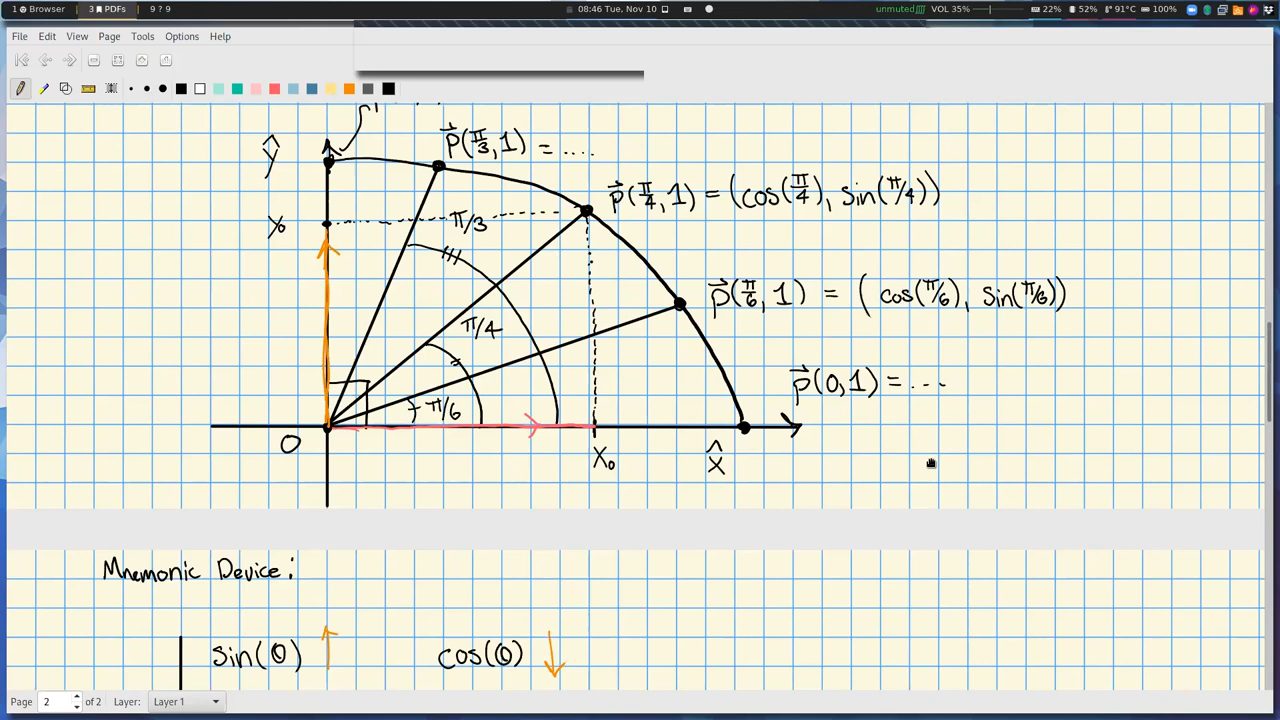 1 Browser 3 PDFs 9 ? 9 08:46 Tue, Nov 10 unmuted VOL 35% 22% 52% 91°C 100%
File Edit View Page Tools Options Help
ŷ
p⃗(π/3, 1) = ....
p⃗(π/4, 1) = (cos(π/4), sin(π/4))
y₀
π/3
p⃗(π/6, 1) = (cos(π/6), sin(π/6))
π/4
p⃗(0, 1) = ...
π/6
O
x₀
x̂
Mnemonic Device:
sin(θ) ↑ cos(θ) ↓
Page 2 of 2 Layer: Layer 1